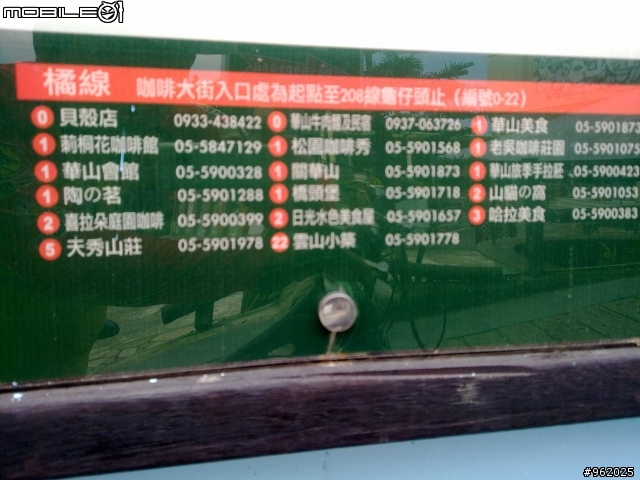 MOBILE01
橘線 咖啡大街入口處為起點至208線龜仔頭止（編號0-22）
0 貝殼店 0933-438422 0 華山牛肉麵及民宿 0937-063726 1 華山美食 05-590187
1 莿桐花咖啡館 05-5847129 1 松園咖啡秀 05-5901568 1 老吳咖啡莊園 05-5901075
1 華山會館 05-5900328 1 關華山 05-5901873 1 華山旅季手拉胚 05-5900423
1 陶の茗 05-5901288 1 橋頭堡 05-5901718 2 山貓の窩 05-5901053
2 喜拉朵庭園咖啡 05-5900399 2 日光水色美食屋 05-5901657 3 哈拉美食 05-5900383
5 天秀山莊 05-5901978 22 雲山小築 05-5901778
#962025